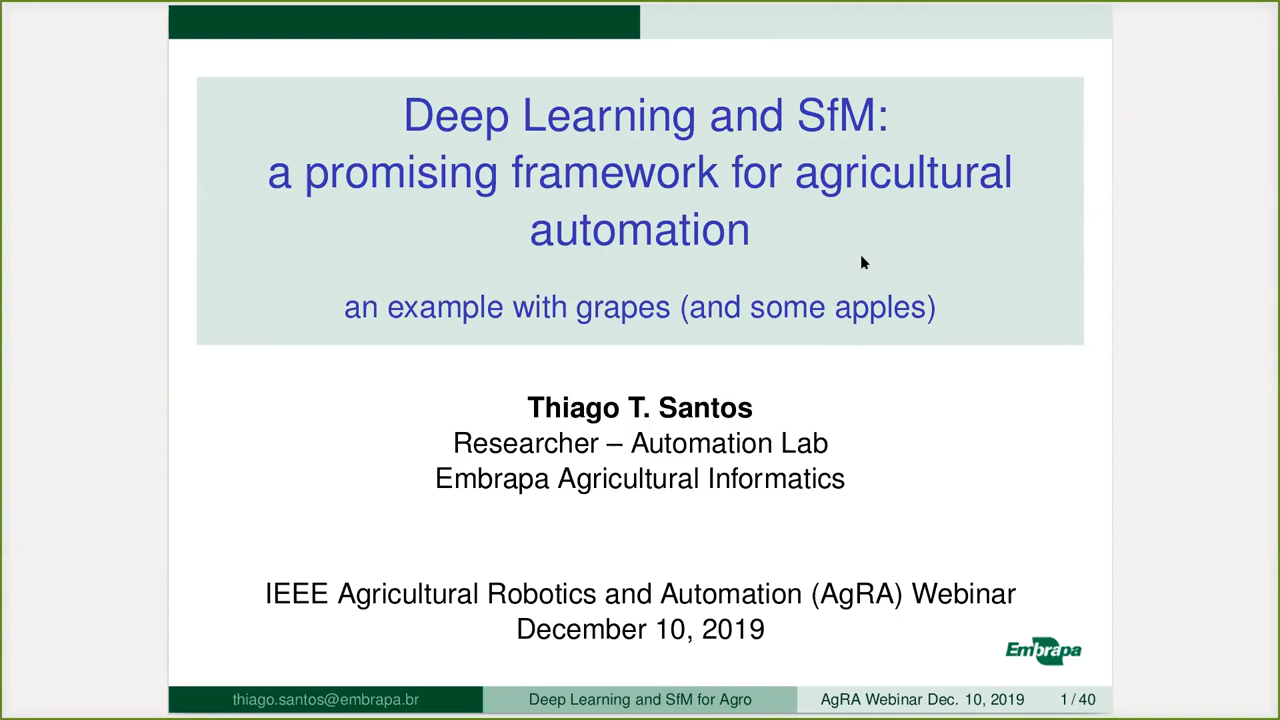 Deep Learning and SfM:
a promising framework for agricultural
automation
an example with grapes (and some apples)
Thiago T. Santos
Researcher – Automation Lab
Embrapa Agricultural Informatics
IEEE Agricultural Robotics and Automation (AgRA) Webinar
December 10, 2019
Embrapa
thiago.santos@embrapa.br Deep Learning and SfM for Agro AgRA Webinar Dec. 10, 2019 1 / 40